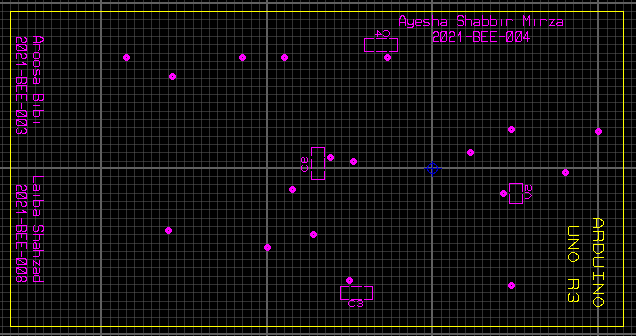 Ayesha Shabbir Mirza
2021-BEE-004
C4
Aroosa Bibi
2021-BEE-003
Laiba Shahzad
2021-BEE-008
C3
ARDUINO
UNO R3